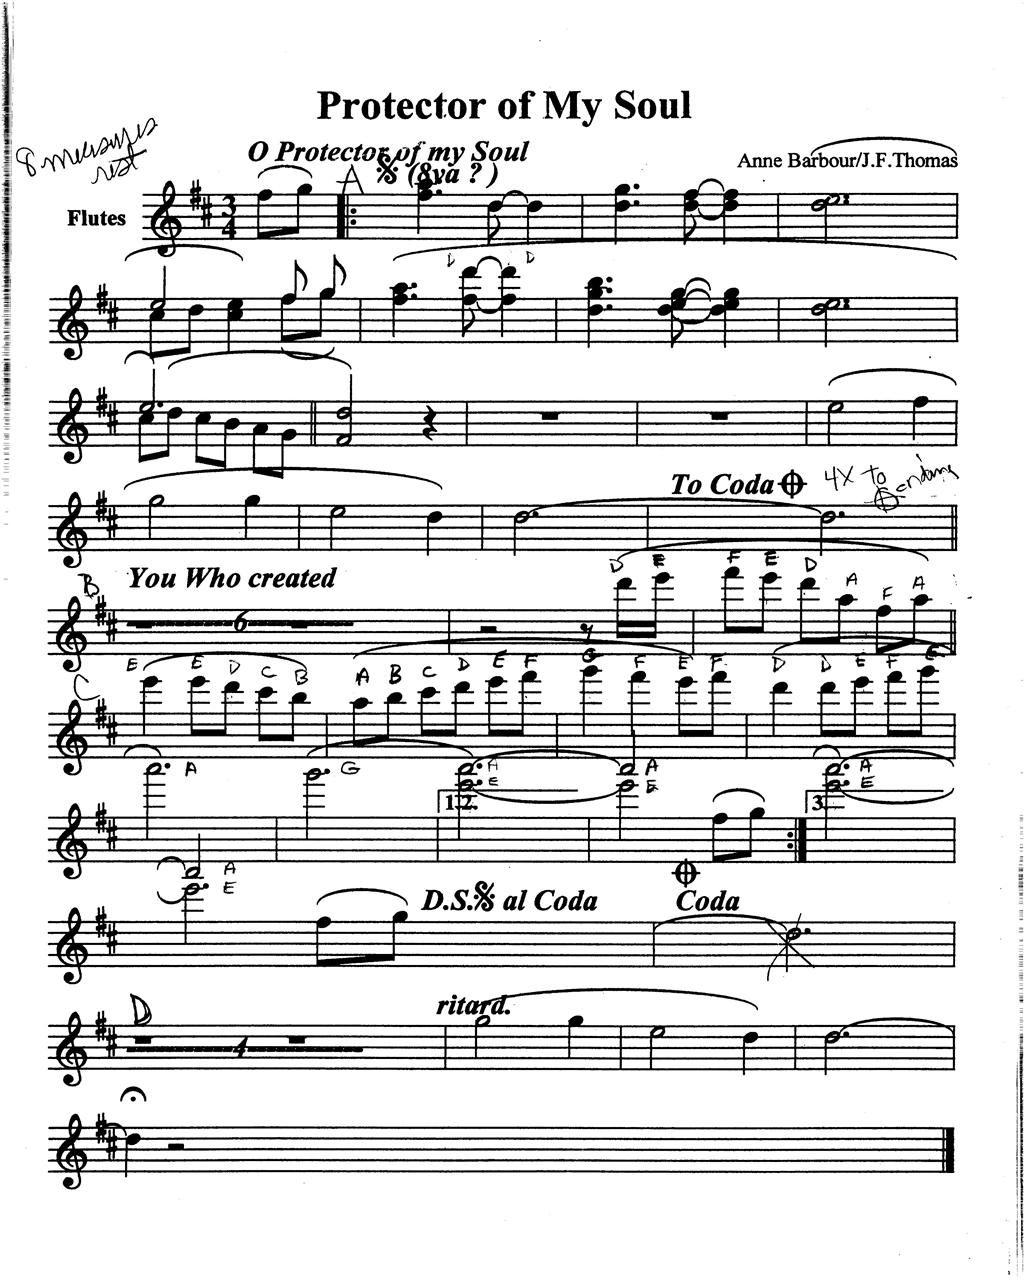 Protector of My Soul
8 measures rest
O Protector of my Soul
Anne Barbour/J.F.Thomas
A (8va ? )
Flutes
3
4
D D
To Coda
4X to ending
B You Who created
D E F E D A F A
6
E E D C B A B C D E F G F E F D D E F G E
C
A G A A A
E E E
1.2. 3.
A
E
D.S. al Coda Coda
D ritard.
4